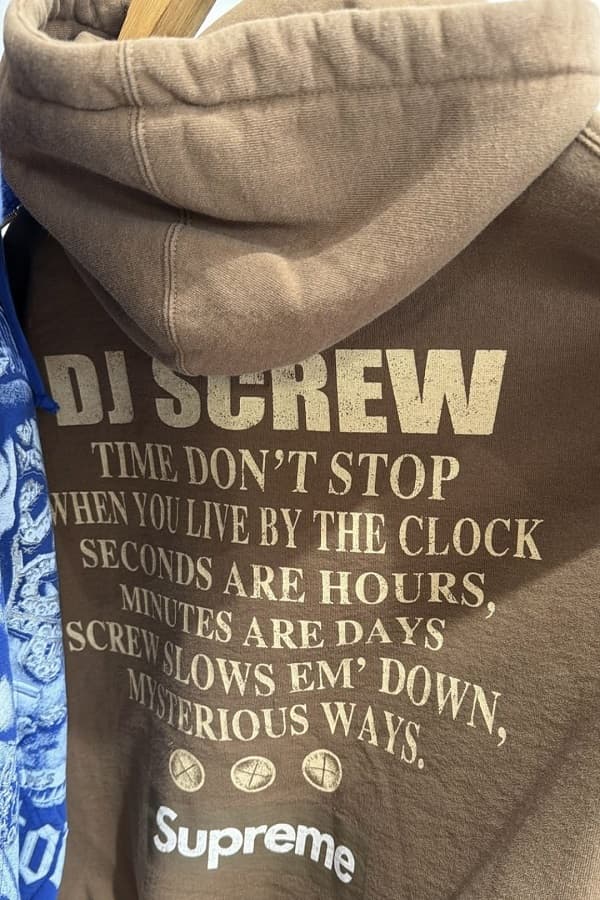 DJ SCREW
TIME DON'T STOP
WHEN YOU LIVE BY THE CLOCK
SECONDS ARE HOURS,
MINUTES ARE DAYS
SCREW SLOWS EM' DOWN,
MYSTERIOUS WAYS.
Supreme